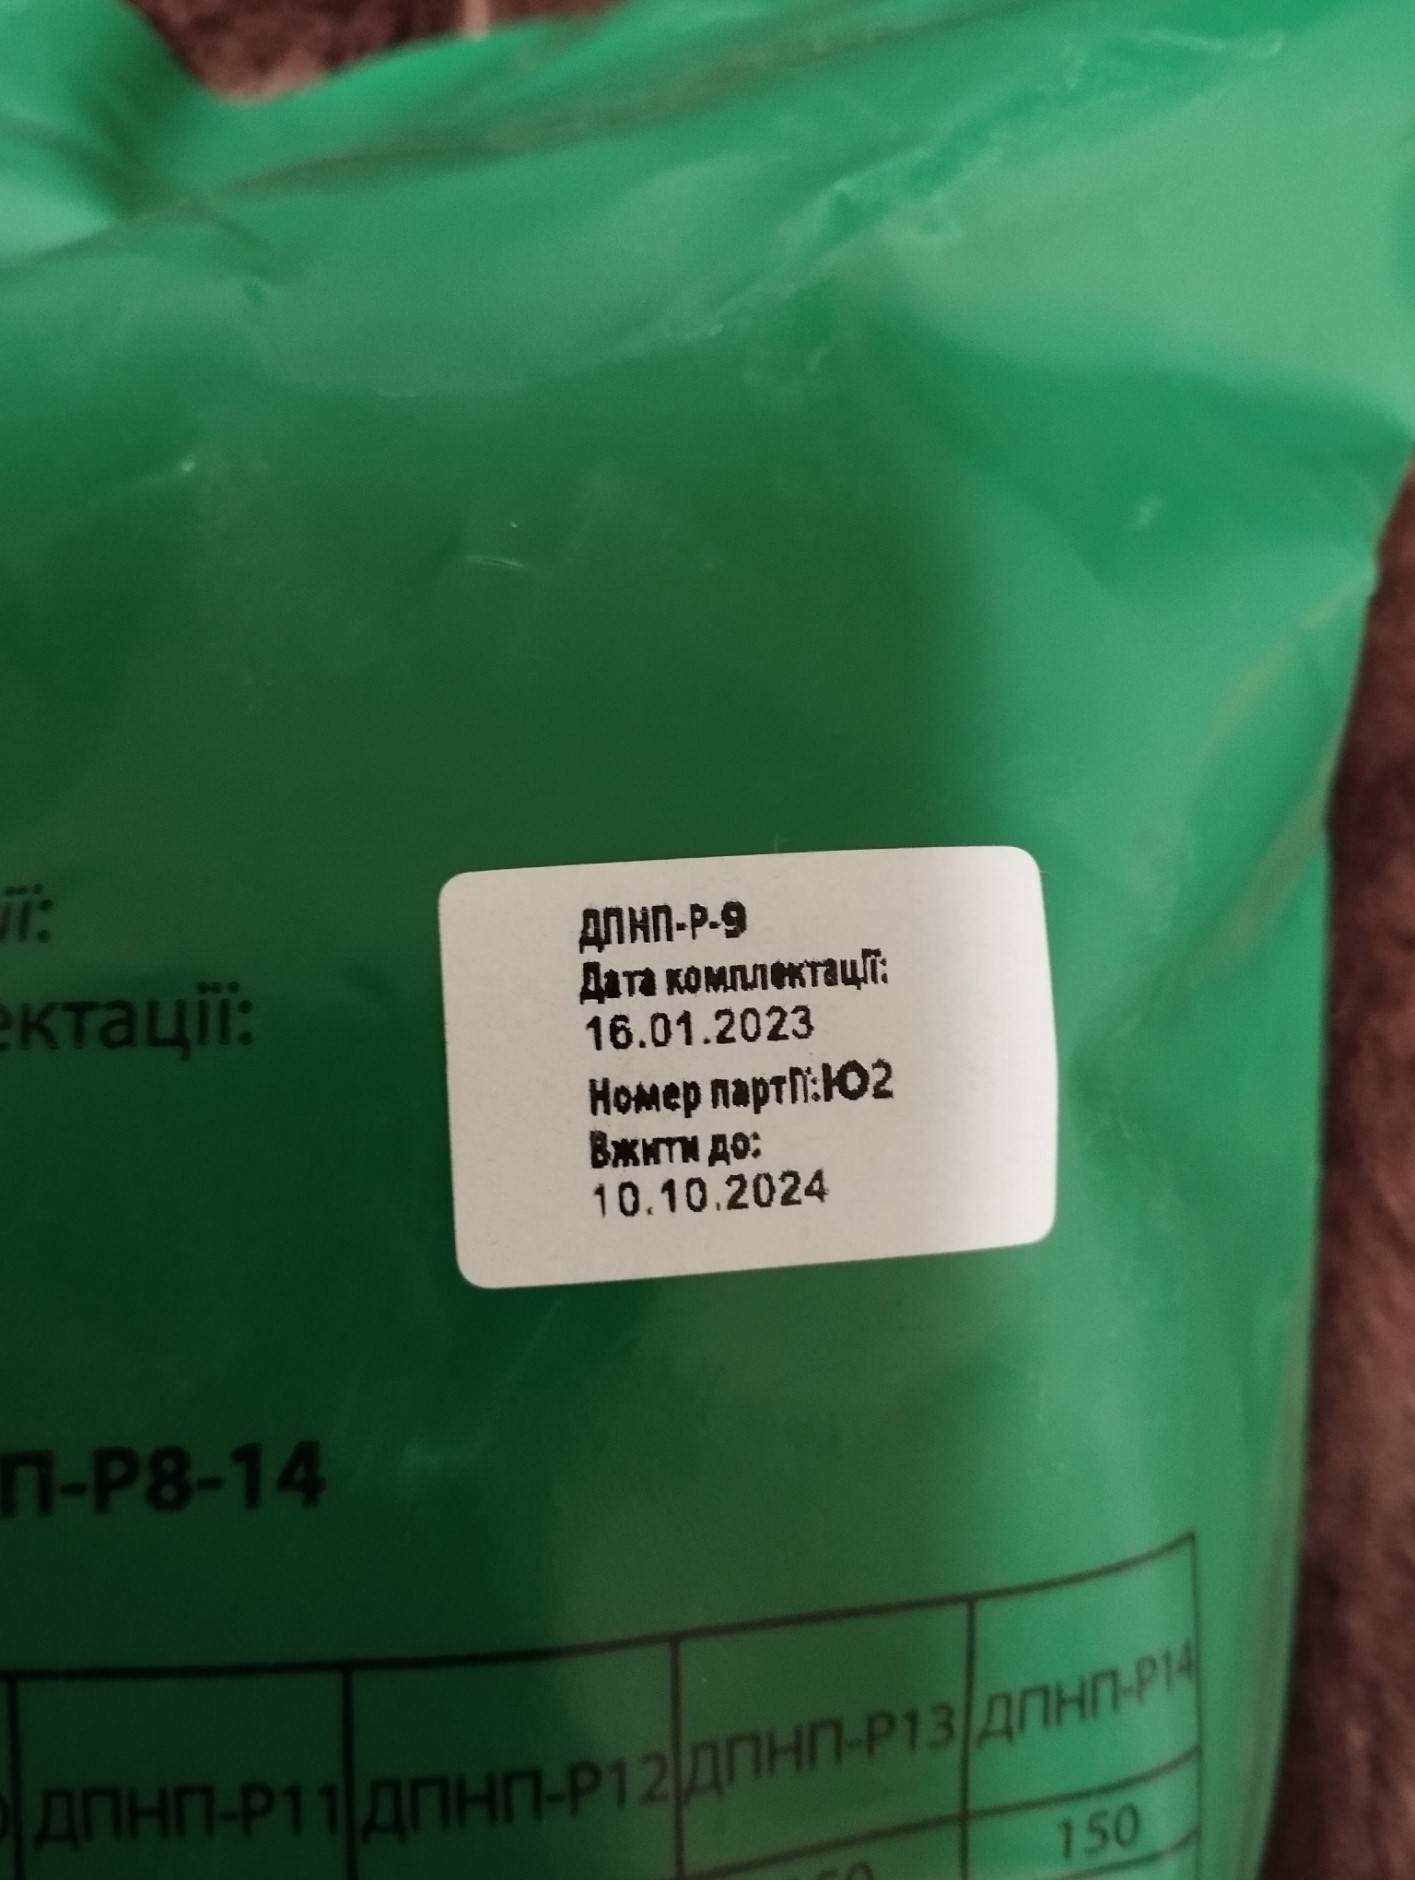 ії:
ектації:
ДПНП-Р-9
Дата комплектації:
16.01.2023
Номер партії:Ю2
Вжити до:
10.10.2024
П-Р8-14
ДПНП-Р11 ДПНП-Р12 ДПНП-Р13 ДПНП-Р14
150